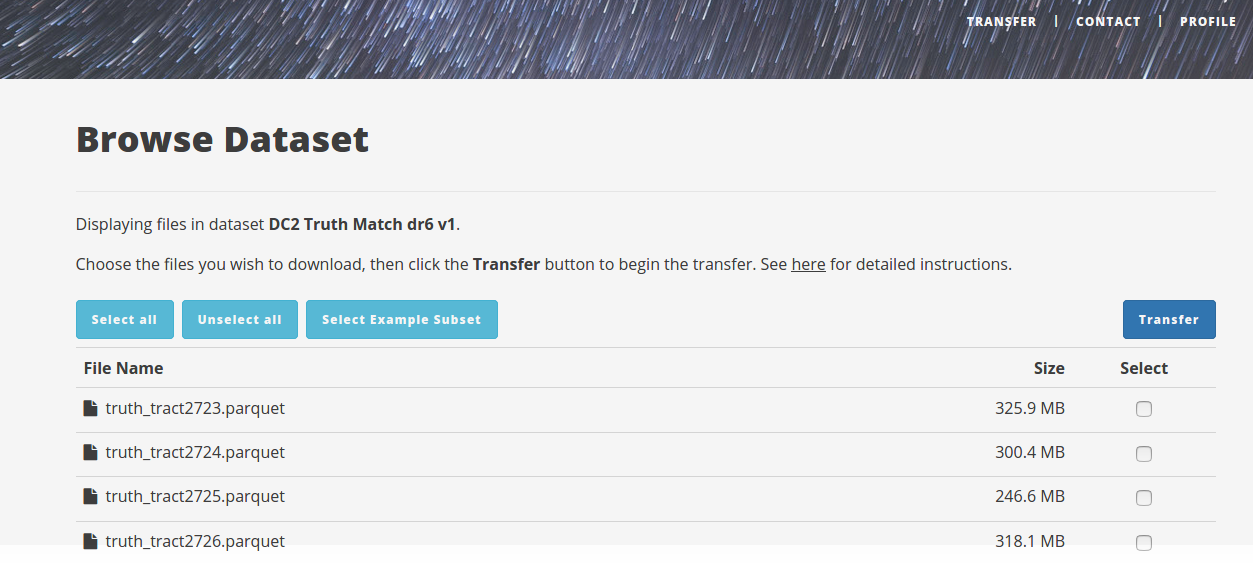 TRANSFER | CONTACT | PROFILE
Browse Dataset
Displaying files in dataset DC2 Truth Match dr6 v1.
Choose the files you wish to download, then click the Transfer button to begin the transfer. See here for detailed instructions.
Select all Unselect all Select Example Subset Transfer
File Name Size Select
truth_tract2723.parquet 325.9 MB
truth_tract2724.parquet 300.4 MB
truth_tract2725.parquet 246.6 MB
truth_tract2726.parquet 318.1 MB